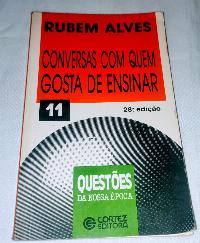 RUBEM ALVES
CONVERSAS COM QUEM
GOSTA DE ENSINAR
11
28ª edição
QUESTÕES
DA NOSSA ÉPOCA
CORTEZ
EDITORA